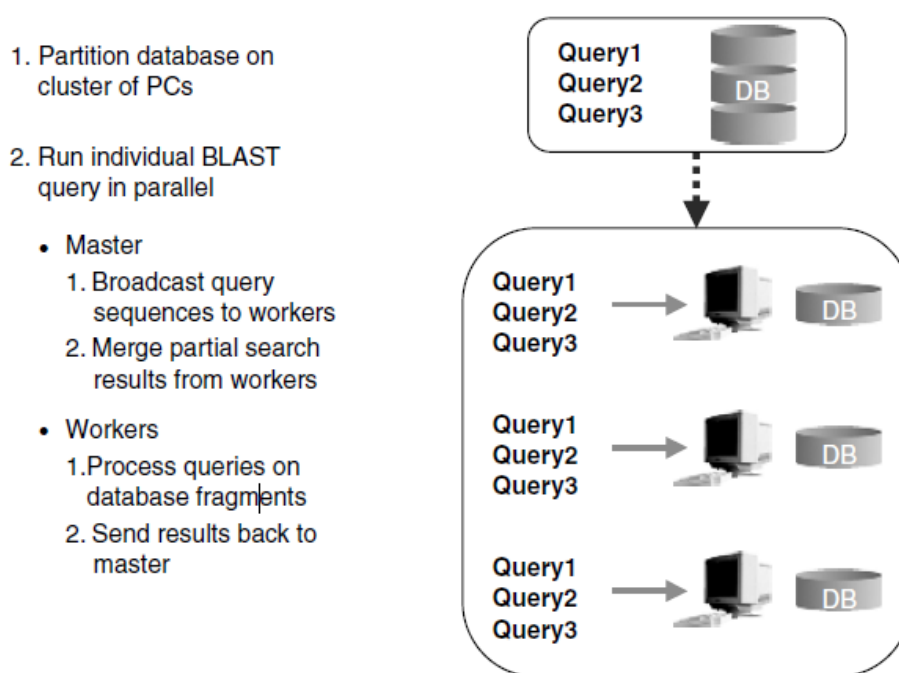 1. Partition database on
cluster of PCs
2. Run individual BLAST
query in parallel
• Master
1. Broadcast query
sequences to workers
2. Merge partial search
results from workers
• Workers
1.Process queries on
database fragments
2. Send results back to
master
Query1
Query2
Query3
DB
Query1
Query2
Query3
DB
Query1
Query2
Query3
DB
Query1
Query2
Query3
DB